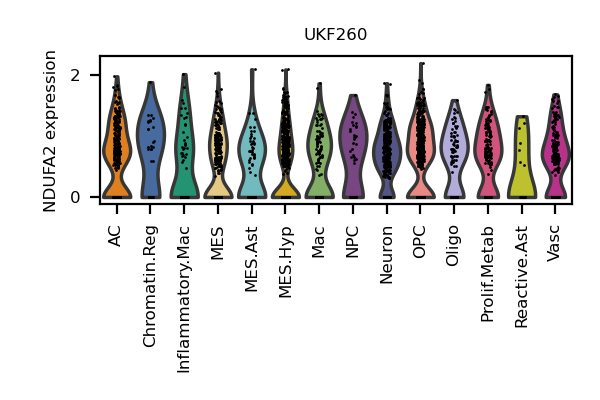 UKF260
NDUFA2 expression
2
0
AC
Chromatin.Reg
Inflammatory.Mac
MES
MES.Ast
MES.Hyp
Mac
NPC
Neuron
OPC
Oligo
Prolif.Metab
Reactive.Ast
Vasc